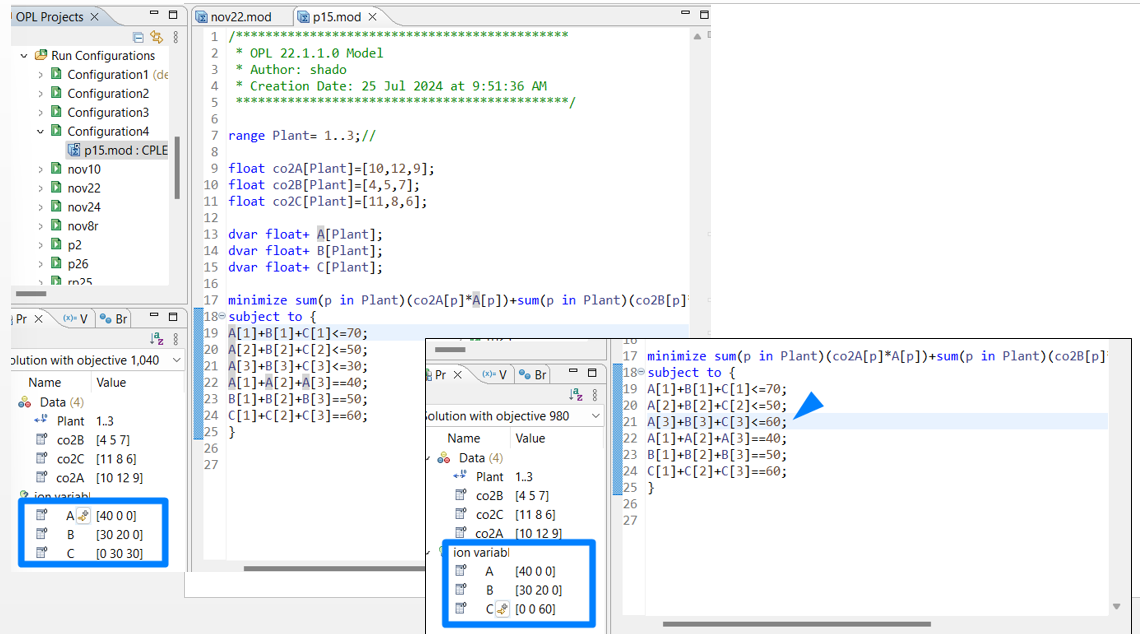 OPL Projects
Run Configurations
Configuration1 (de
Configuration2
Configuration3
Configuration4
p15.mod : CPLE
nov10
nov22
nov24
nov8r
p2
p26
rp25
Pr
(x)= V
Br
olution with objective 1,040
Name Value
Data (4)
Plant 1..3
co2B [4 5 7]
co2C [11 8 6]
co2A [10 12 9]
ion variabl
A [40 0 0]
B [30 20 0]
C [0 30 30]
nov22.mod p15.mod
1 /*********************************************
2 * OPL 22.1.1.0 Model
3 * Author: shado
4 * Creation Date: 25 Jul 2024 at 9:51:36 AM
5 *********************************************/
6
7 range Plant= 1..3;//
8
9 float co2A[Plant]=[10,12,9];
10 float co2B[Plant]=[4,5,7];
11 float co2C[Plant]=[11,8,6];
12
13 dvar float+ A[Plant];
14 dvar float+ B[Plant];
15 dvar float+ C[Plant];
16
17 minimize sum(p in Plant)(co2A[p]*A[p])+sum(p in Plant)(co2B[p]*
18 subject to {
19 A[1]+B[1]+C[1]<=70;
20 A[2]+B[2]+C[2]<=50;
21 A[3]+B[3]+C[3]<=30;
22 A[1]+A[2]+A[3]==40;
23 B[1]+B[2]+B[3]==50;
24 C[1]+C[2]+C[3]==60;
25 }
26
27
Pr
(x)= V
Br
Solution with objective 980
Name Value
Data (4)
Plant 1..3
co2B [4 5 7]
co2C [11 8 6]
co2A [10 12 9]
ion variabl
A [40 0 0]
B [30 20 0]
C [0 0 60]
16
17 minimize sum(p in Plant)(co2A[p]*A[p])+sum(p in Plant)(co2B[p]
18 subject to {
19 A[1]+B[1]+C[1]<=70;
20 A[2]+B[2]+C[2]<=50;
21 A[3]+B[3]+C[3]<=60;
22 A[1]+A[2]+A[3]==40;
23 B[1]+B[2]+B[3]==50;
24 C[1]+C[2]+C[3]==60;
25 }
26
27